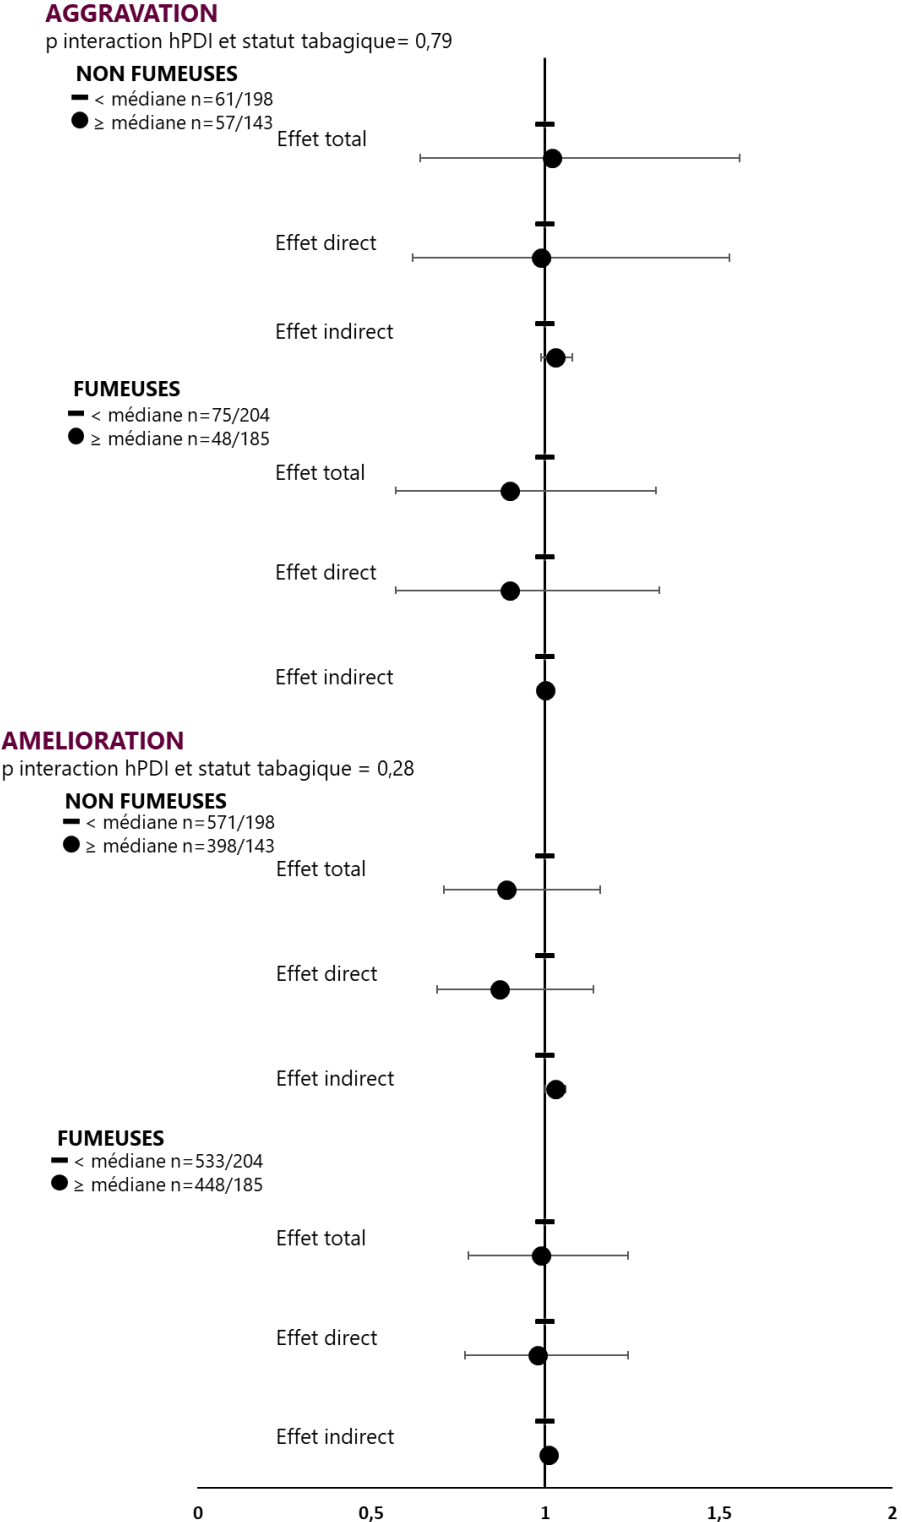 AGGRAVATION
p interaction hPDI et statut tabagique= 0,79
NON FUMEUSES
< médiane n=61/198
≥ médiane n=57/143
Effet total
Effet direct
Effet indirect
FUMEUSES
< médiane n=75/204
≥ médiane n=48/185
Effet total
Effet direct
Effet indirect
AMELIORATION
p interaction hPDI et statut tabagique = 0,28
NON FUMEUSES
< médiane n=571/198
≥ médiane n=398/143
Effet total
Effet direct
Effet indirect
FUMEUSES
< médiane n=533/204
≥ médiane n=448/185
Effet total
Effet direct
Effet indirect
0 0,5 1 1,5 2